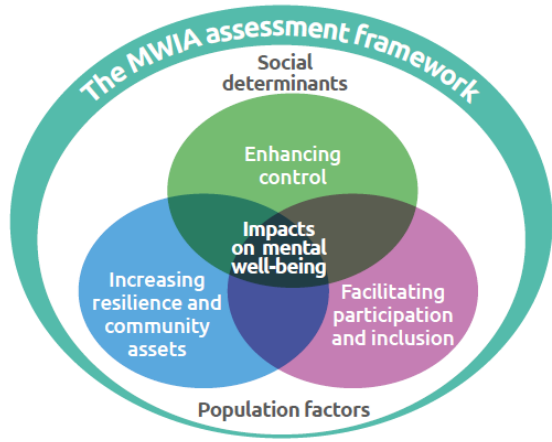 The MWIA assessment framework
Social
determinants
Enhancing
control
Impacts
on mental
well-being
Increasing
resilience and
community
assets
Facilitating
participation
and inclusion
Population factors